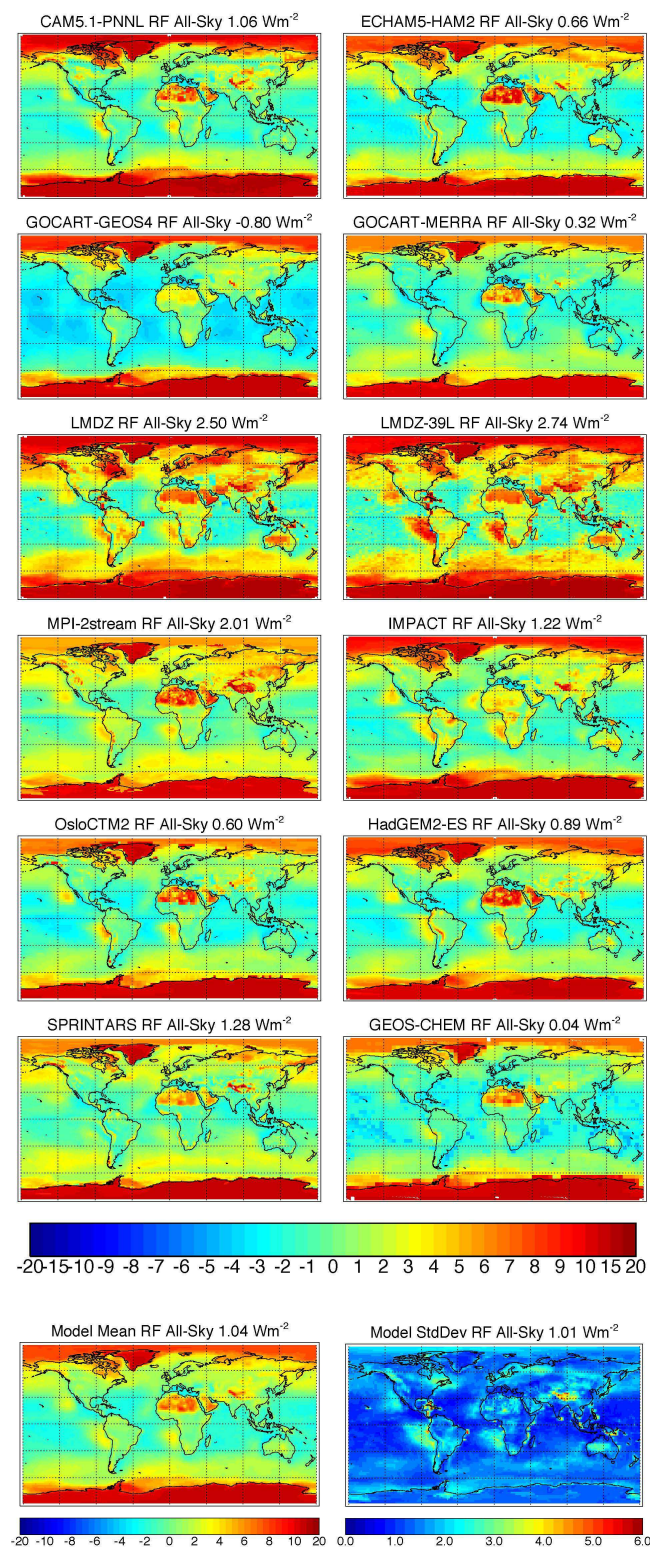 CAM5.1-PNNL RF All-Sky 1.06 Wm-2
ECHAM5-HAM2 RF All-Sky 0.66 Wm-2
GOCART-GEOS4 RF All-Sky -0.80 Wm-2
GOCART-MERRA RF All-Sky 0.32 Wm-2
LMDZ RF All-Sky 2.50 Wm-2
LMDZ-39L RF All-Sky 2.74 Wm-2
MPI-2stream RF All-Sky 2.01 Wm-2
IMPACT RF All-Sky 1.22 Wm-2
OsloCTM2 RF All-Sky 0.60 Wm-2
HadGEM2-ES RF All-Sky 0.89 Wm-2
SPRINTARS RF All-Sky 1.28 Wm-2
GEOS-CHEM RF All-Sky 0.04 Wm-2
-20 -15 -10 -9 -8 -7 -6 -5 -4 -3 -2 -1 0 1 2 3 4 5 6 7 8 9 10 15 20
Model Mean RF All-Sky 1.04 Wm-2
Model StdDev RF All-Sky 1.01 Wm-2
-20 -10 -8 -6 -4 -2 0 2 4 6 8 10 20
0.0 1.0 2.0 3.0 4.0 5.0 6.0